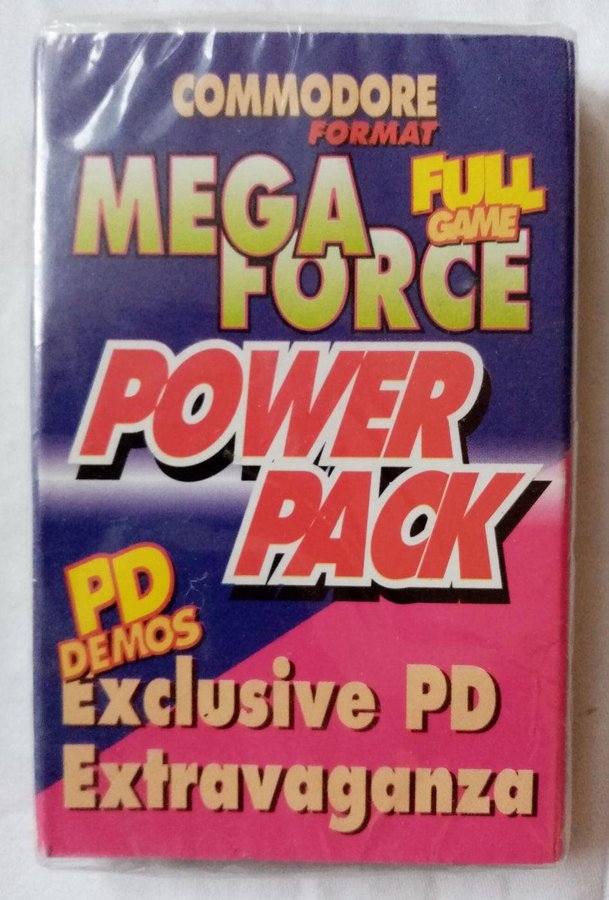 COMMODORE
FORMAT
MEGA
FORCE
FULL
GAME
POWER
PACK
PD
DEMOS
Exclusive PD
Extravaganza